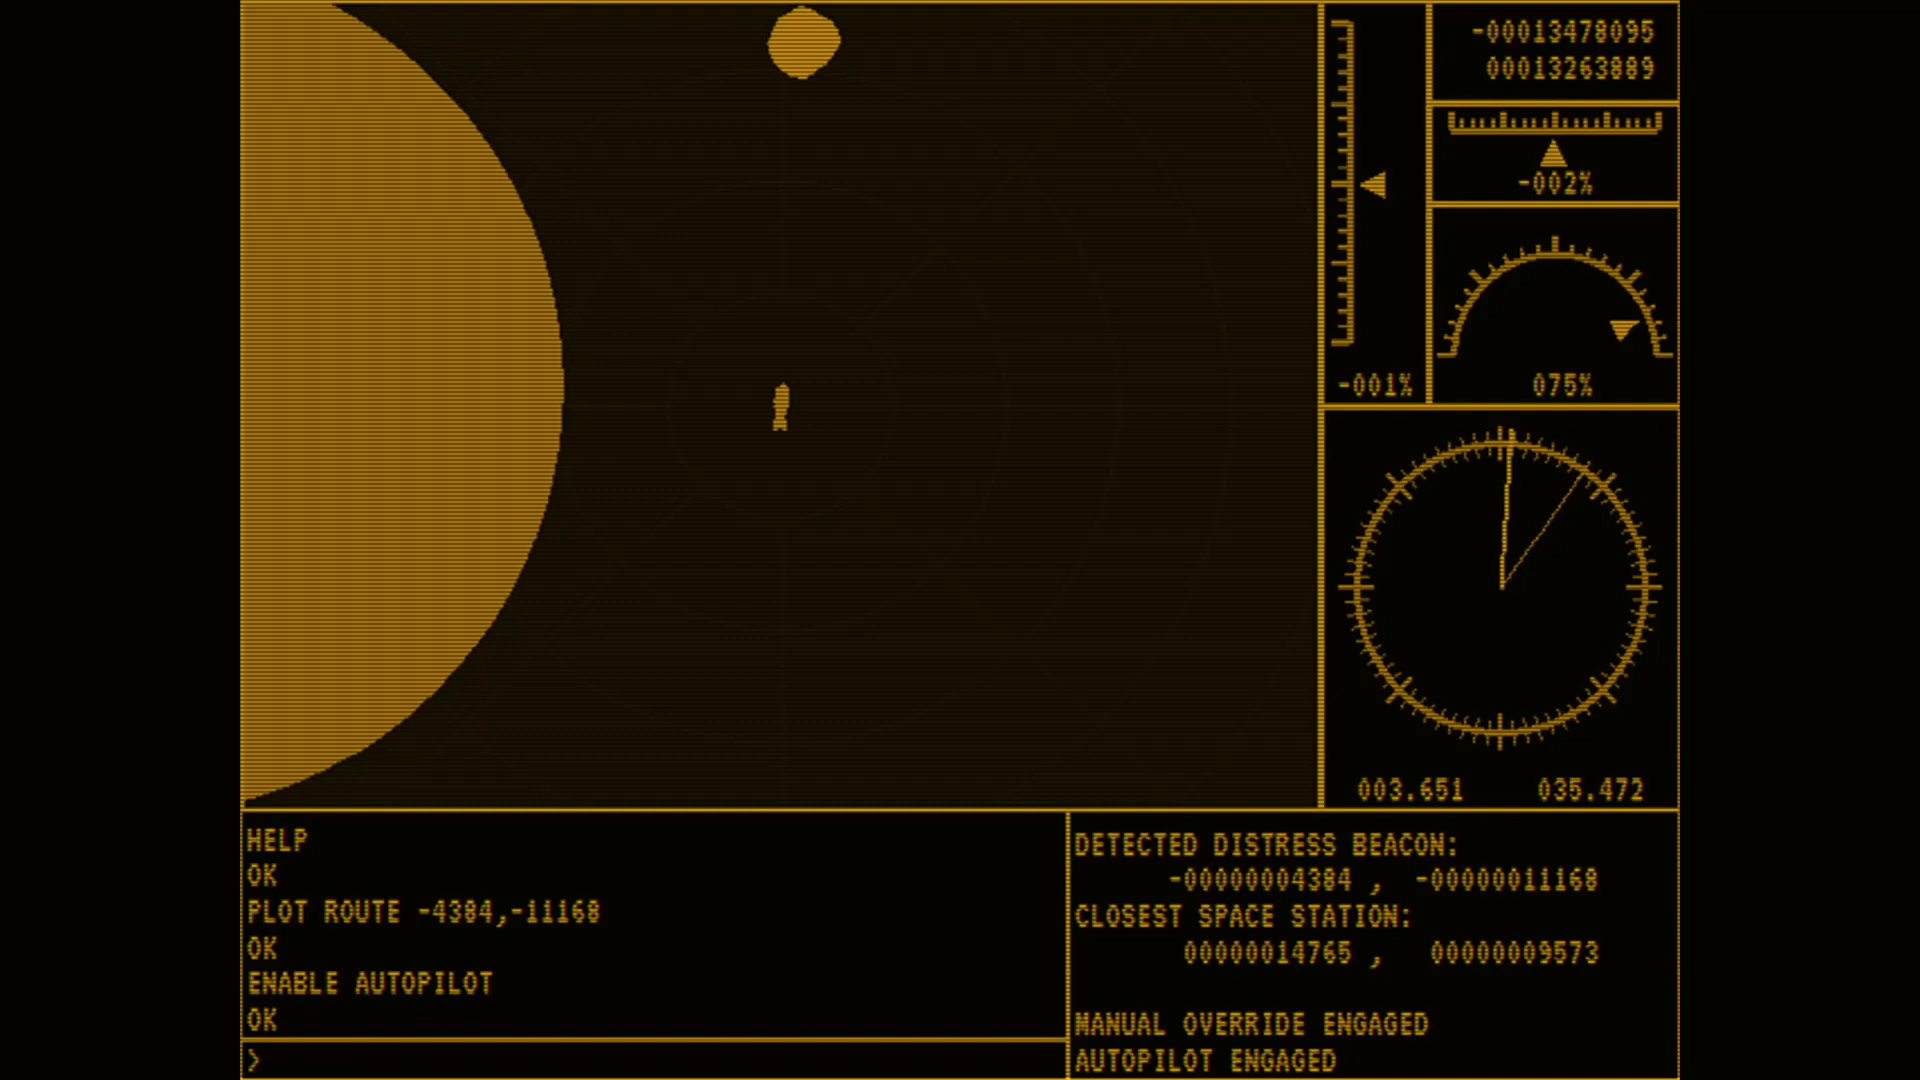 -00013478095
00013263889
-002%
-001%
075%
003.651 035.472
HELP
OK
PLOT ROUTE -4384,-11168
OK
ENABLE AUTOPILOT
OK
>
DETECTED DISTRESS BEACON:
-00000004384 , -00000011168
CLOSEST SPACE STATION:
00000014765 , 00000009573
MANUAL OVERRIDE ENGAGED
AUTOPILOT ENGAGED